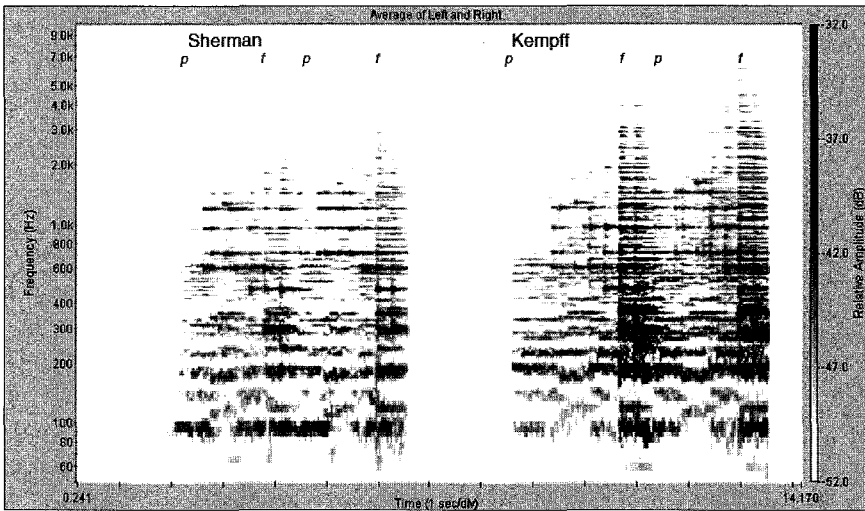 Average of Left and Right
Sherman Kempff
p f p f p f p f
9.0k
7.0k
5.0k
4.0k
3.0k
2.0k
1.0k
800
600
400
300
200
100
80
60
Frequency (Hz)
-32.0
-37.0
-42.0
-47.0
-52.0
Relative Amplitude (dB)
0.241 Time (1 sec/div) 14.170